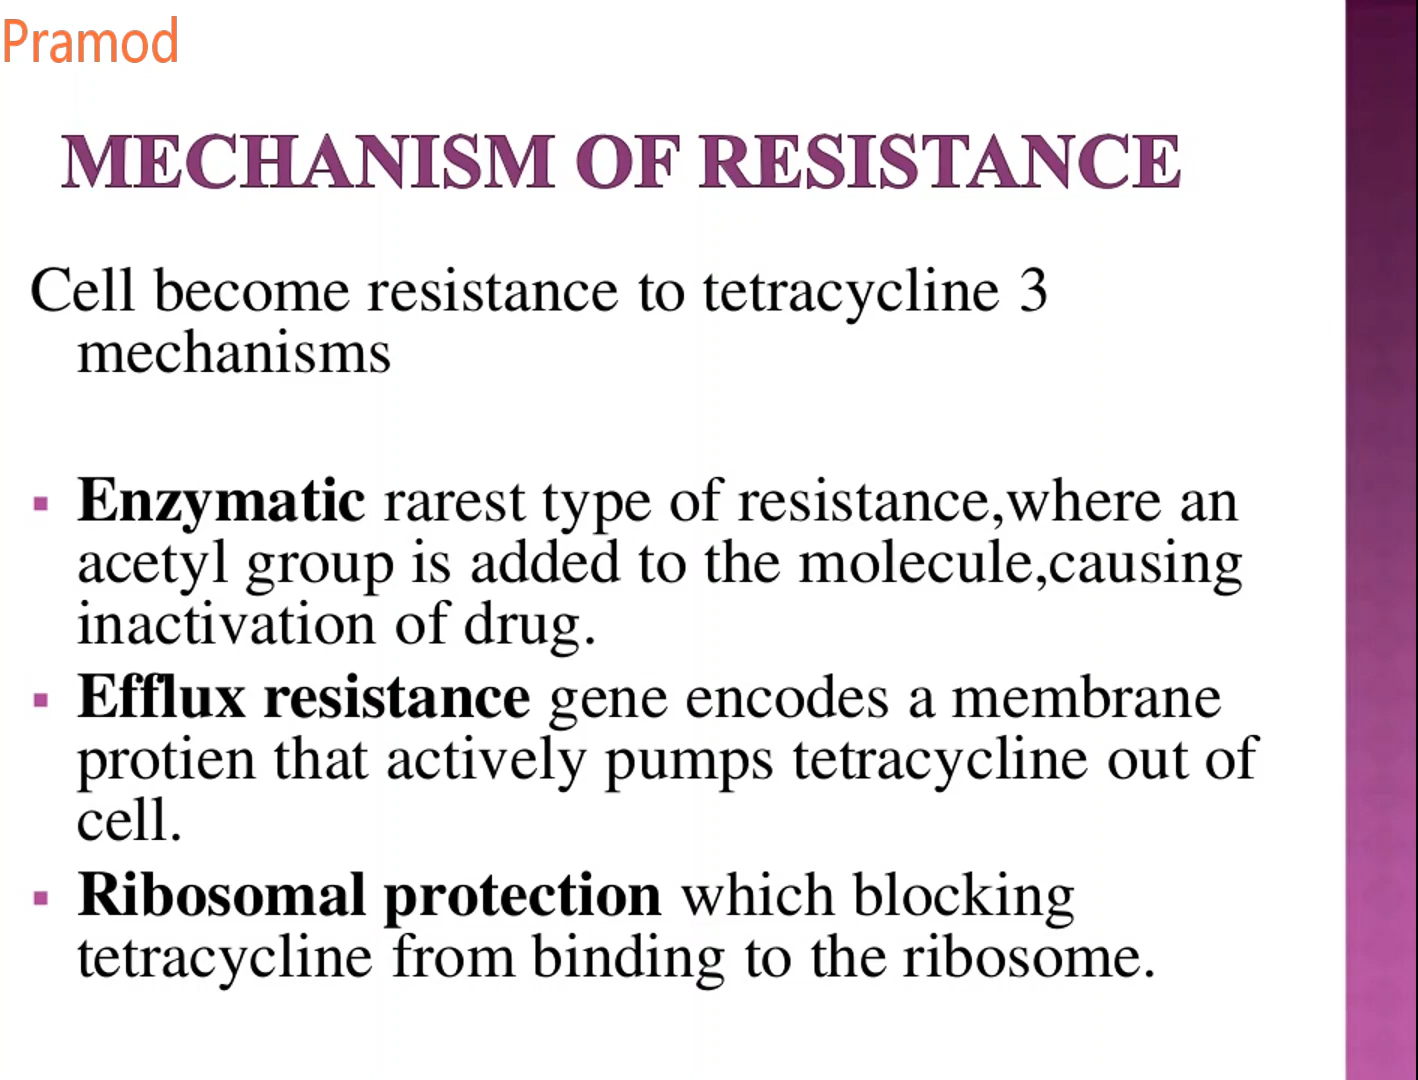 Pramod
MECHANISM OF RESISTANCE
Cell become resistance to tetracycline 3
mechanisms
▪ Enzymatic rarest type of resistance,where an
acetyl group is added to the molecule,causing
inactivation of drug.
▪ Efflux resistance gene encodes a membrane
protien that actively pumps tetracycline out of
cell.
▪ Ribosomal protection which blocking
tetracycline from binding to the ribosome.